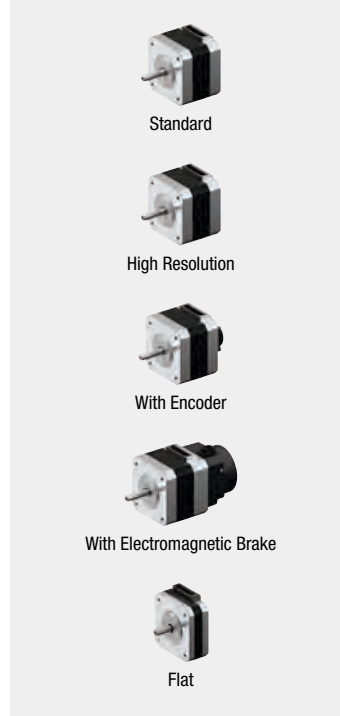 Standard
High Resolution
With Encoder
With Electromagnetic Brake
Flat